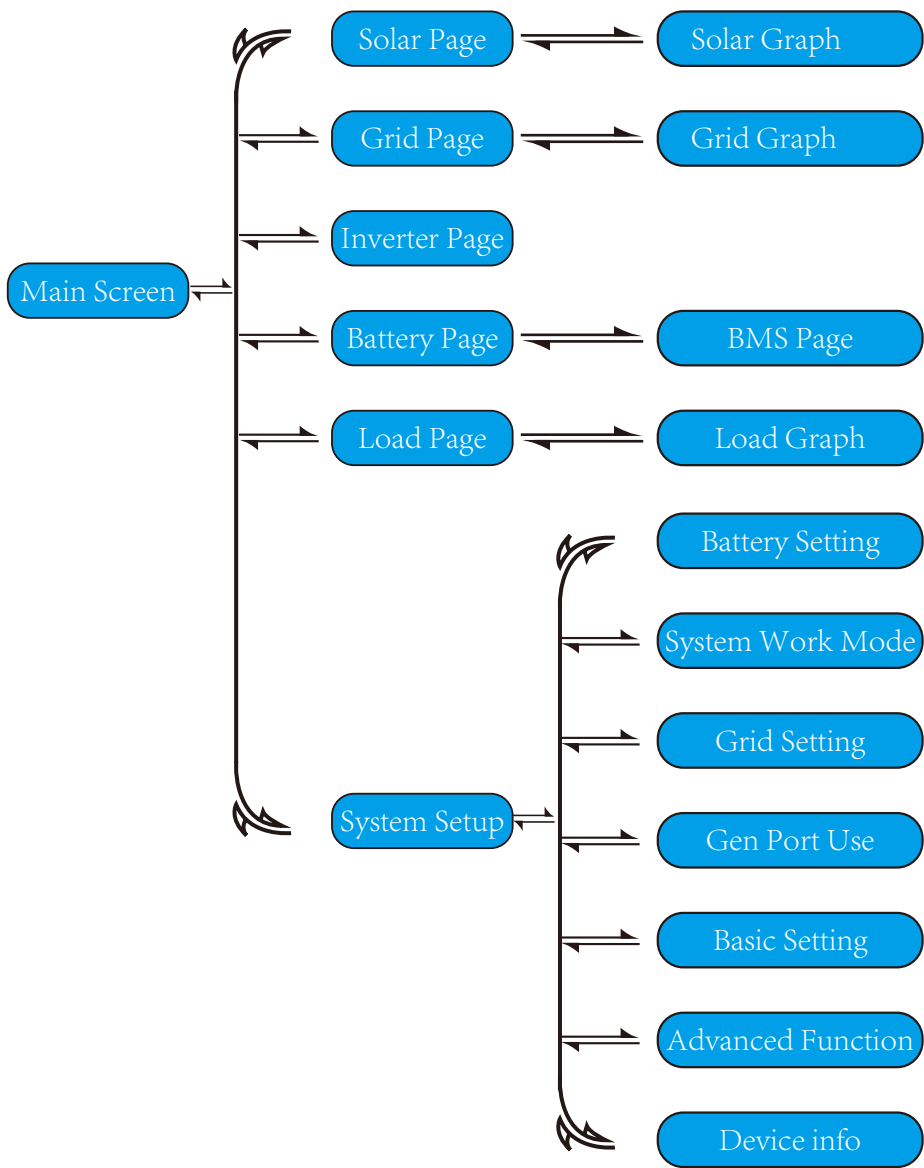 Solar Page
Solar Graph
Grid Page
Grid Graph
Inverter Page
Main Screen
Battery Page
BMS Page
Load Page
Load Graph
Battery Setting
System Work Mode
Grid Setting
System Setup
Gen Port Use
Basic Setting
Advanced Function
Device info